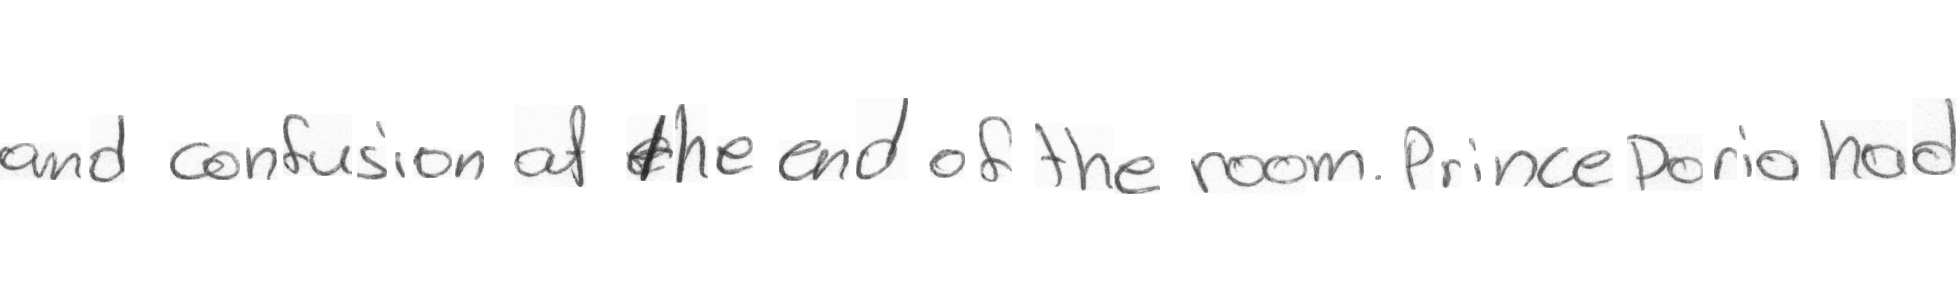 and confusion at the end of the room. Prince Dorio had